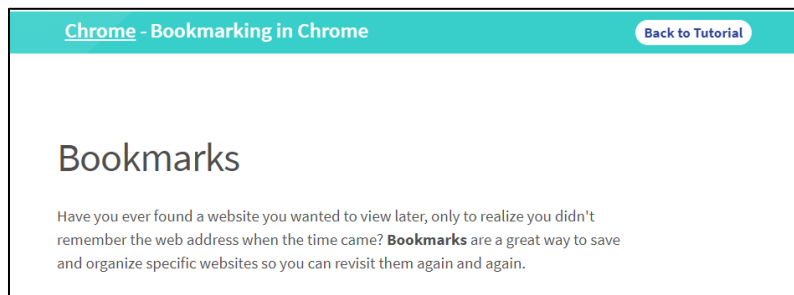 Chrome - Bookmarking in Chrome
Back to Tutorial
Bookmarks
Have you ever found a website you wanted to view later, only to realize you didn't
remember the web address when the time came? Bookmarks are a great way to save
and organize specific websites so you can revisit them again and again.